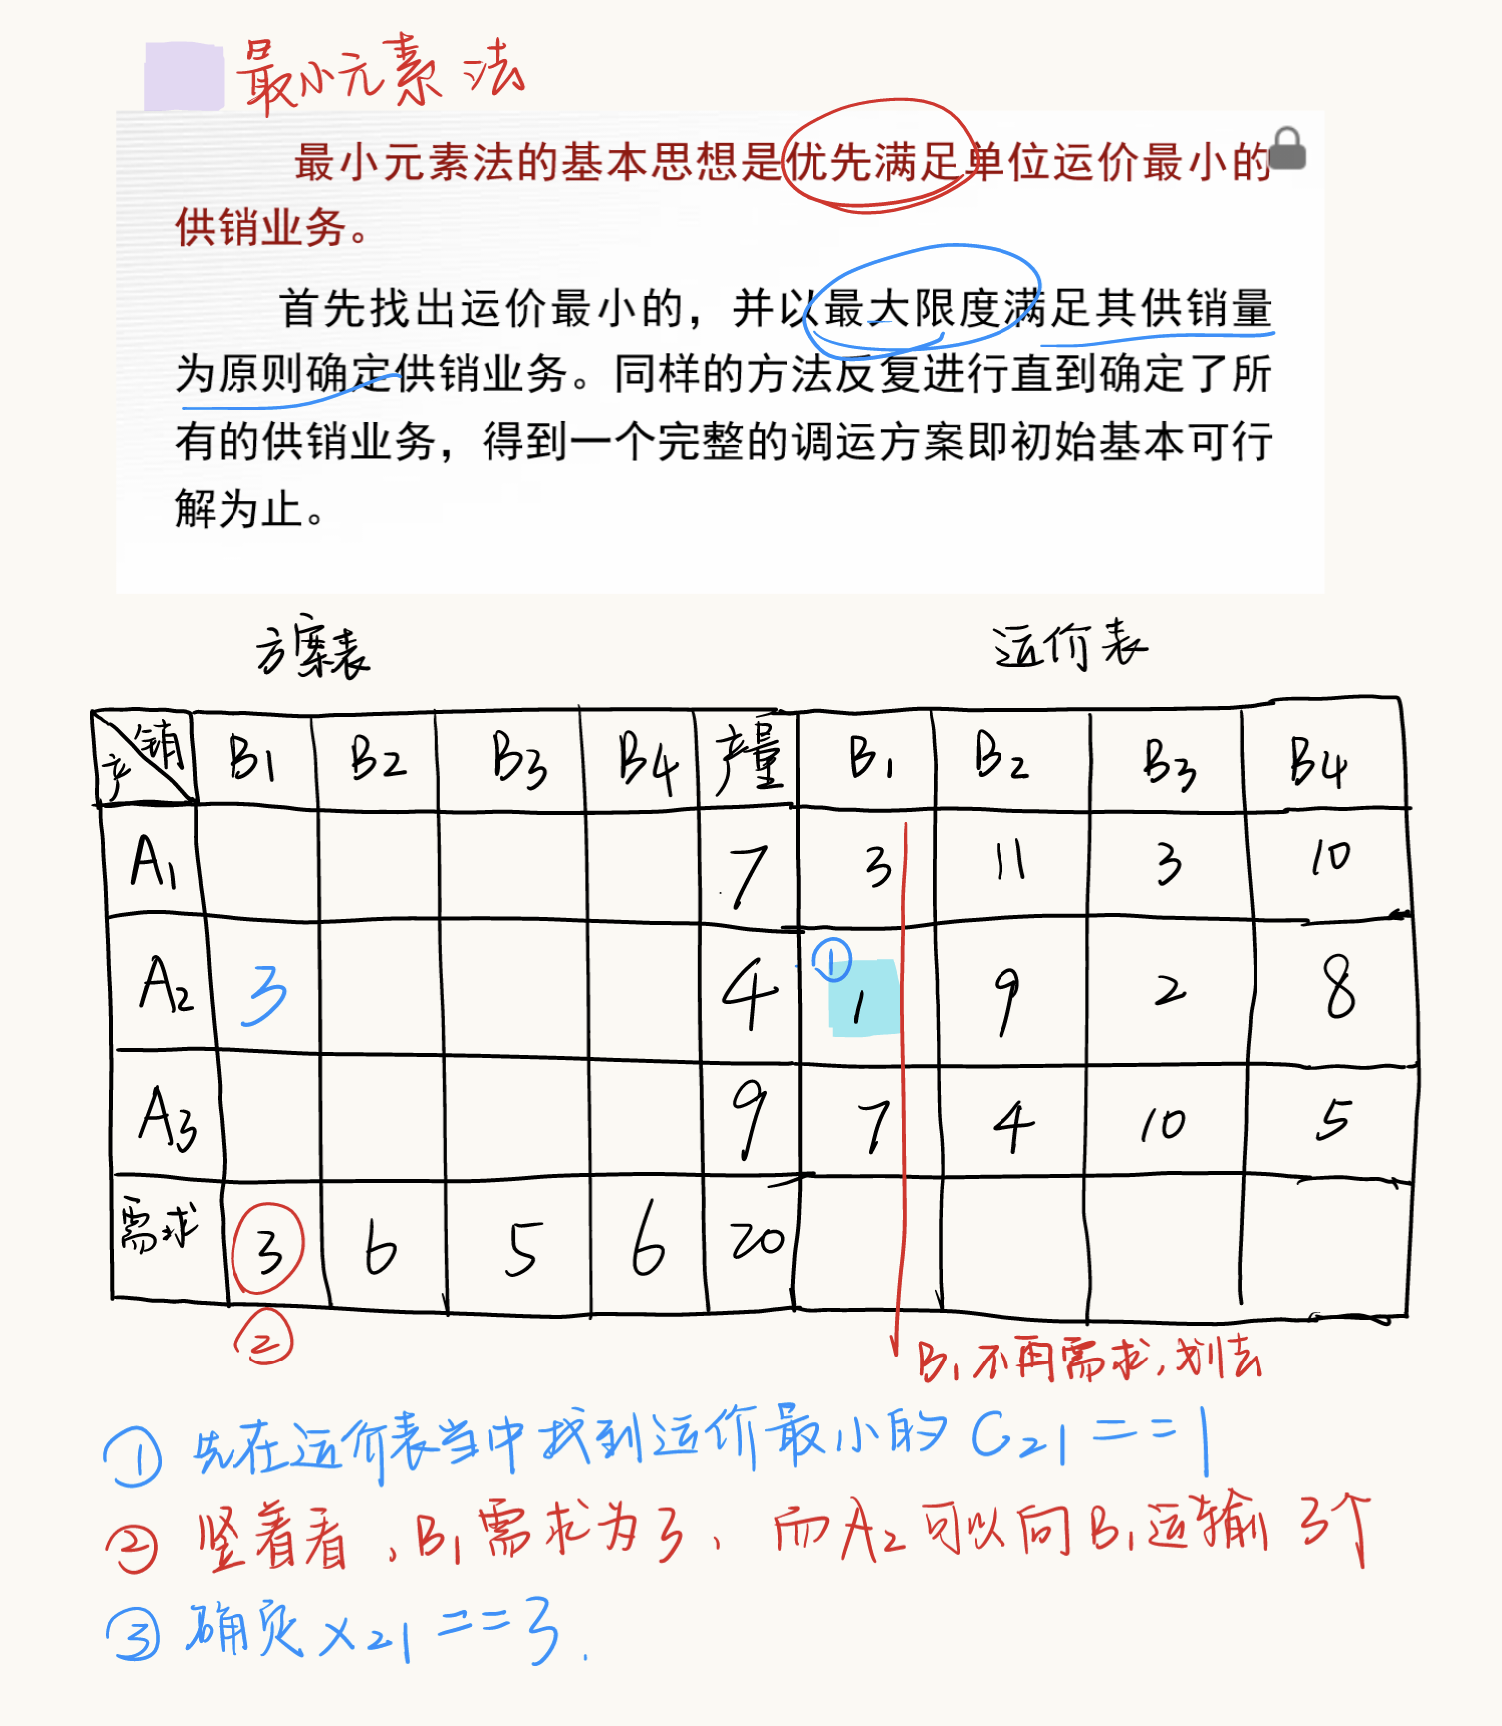 最小元素法
最小元素法的基本思想是优先满足单位运价最小的
供销业务。
首先找出运价最小的，并以最大限度满足其供销量
为原则确定供销业务。同样的方法反复进行直到确定了所
有的供销业务，得到一个完整的调运方案即初始基本可行
解为止。
方案表 运价表
销 产 B1 B2 B3 B4 产量 B1 B2 B3 B4
A1 7 3 11 3 10
A2 3 4 ① 1 9 2 8
A3 9 7 4 10 5
需求 3 6 5 6 20
②
B1不再需求,划去
① 先在运价表当中找到运价最小的 C21 == 1
② 竖着看,B1需求为3、而A2可以向B1运输3个
③ 确定 x21 == 3.